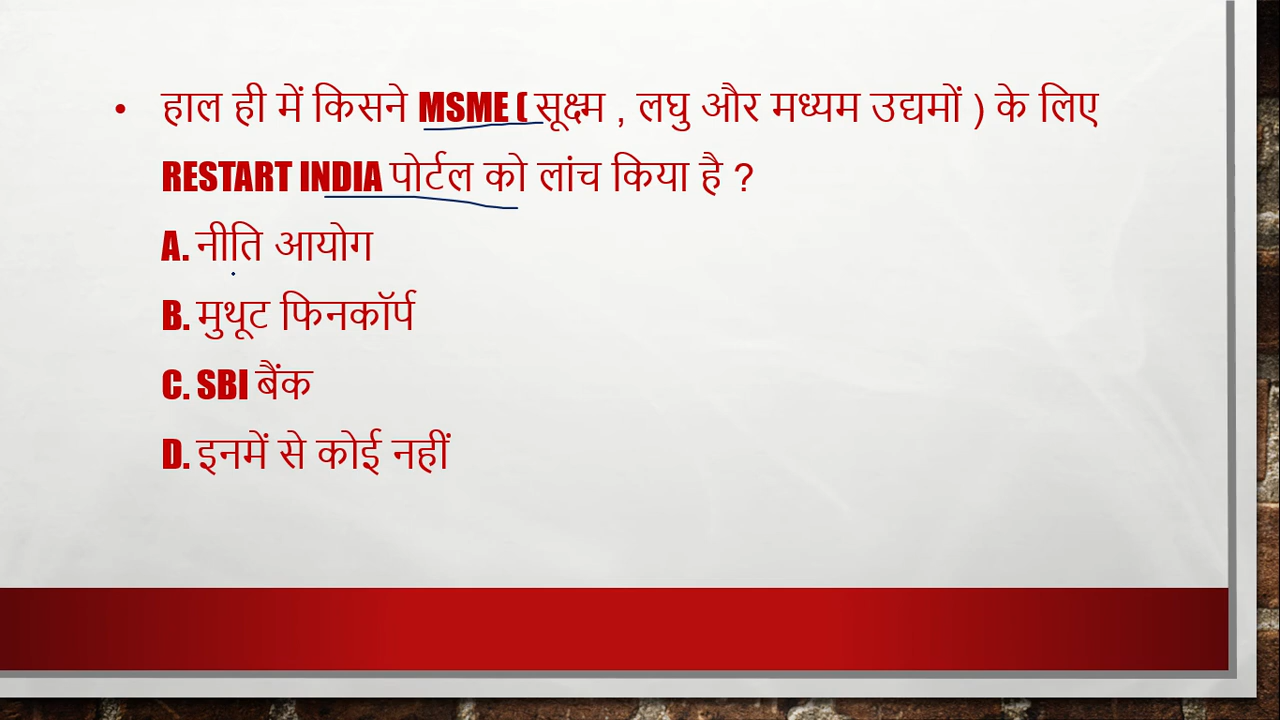 • हाल ही में किसने MSME ( सूक्ष्म , लघु और मध्यम उद्यमों ) के लिए
RESTART INDIA पोर्टल को लांच किया है ?
A. नीति आयोग
B. मुथूट फिनकॉर्प
C. SBI बैंक
D. इनमें से कोई नहीं